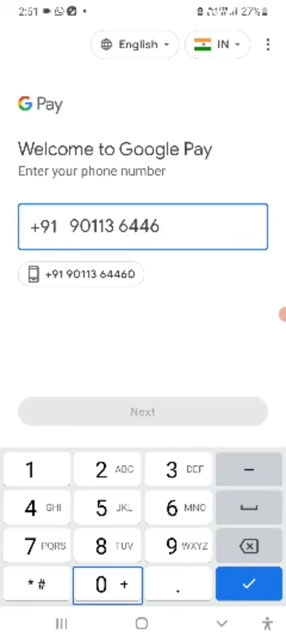 2:51 27%
English IN
G Pay
Welcome to Google Pay
Enter your phone number
+91 90113 6446
+91 90113 64460
Next
1 2 ABC 3 DEF –
4 GHI 5 JKL 6 MNO
7 PQRS 8 TUV 9 WXYZ
*# 0 + .